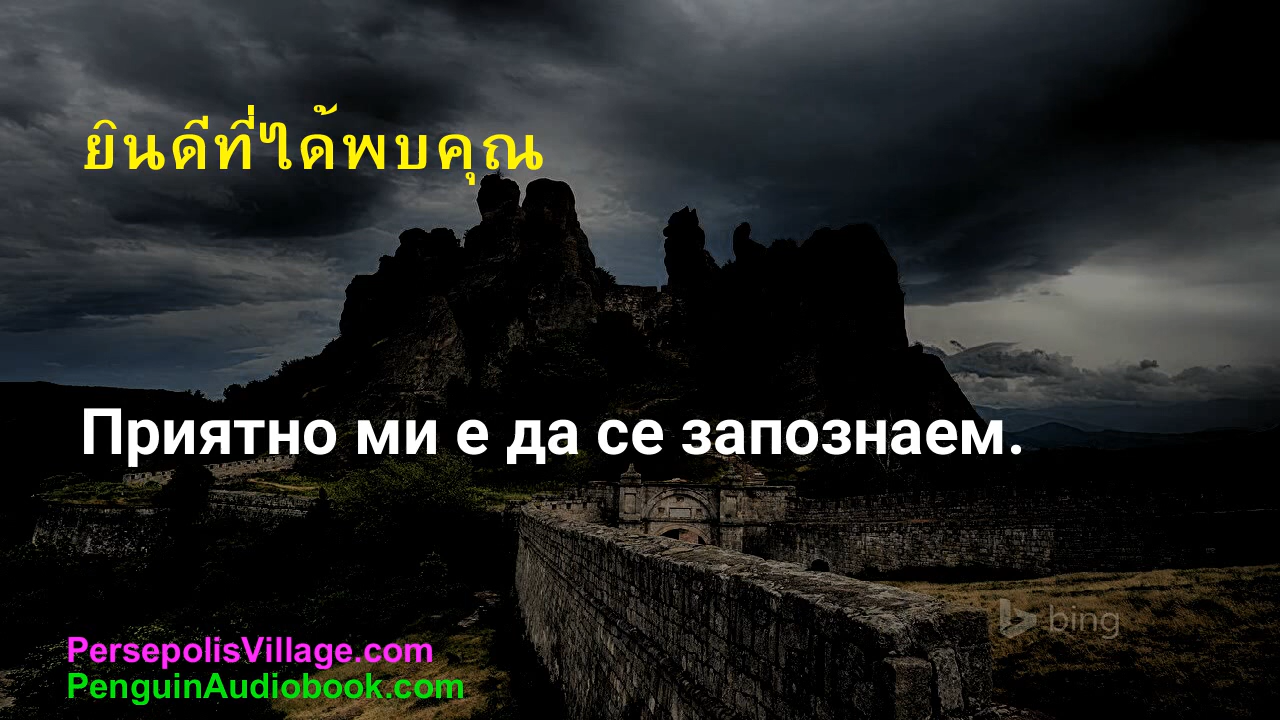 ยินดีที่ได้พบคุณ
Приятно ми е да се запознаем.
bing
PersepolisVillage.com
PenguinAudiobook.com